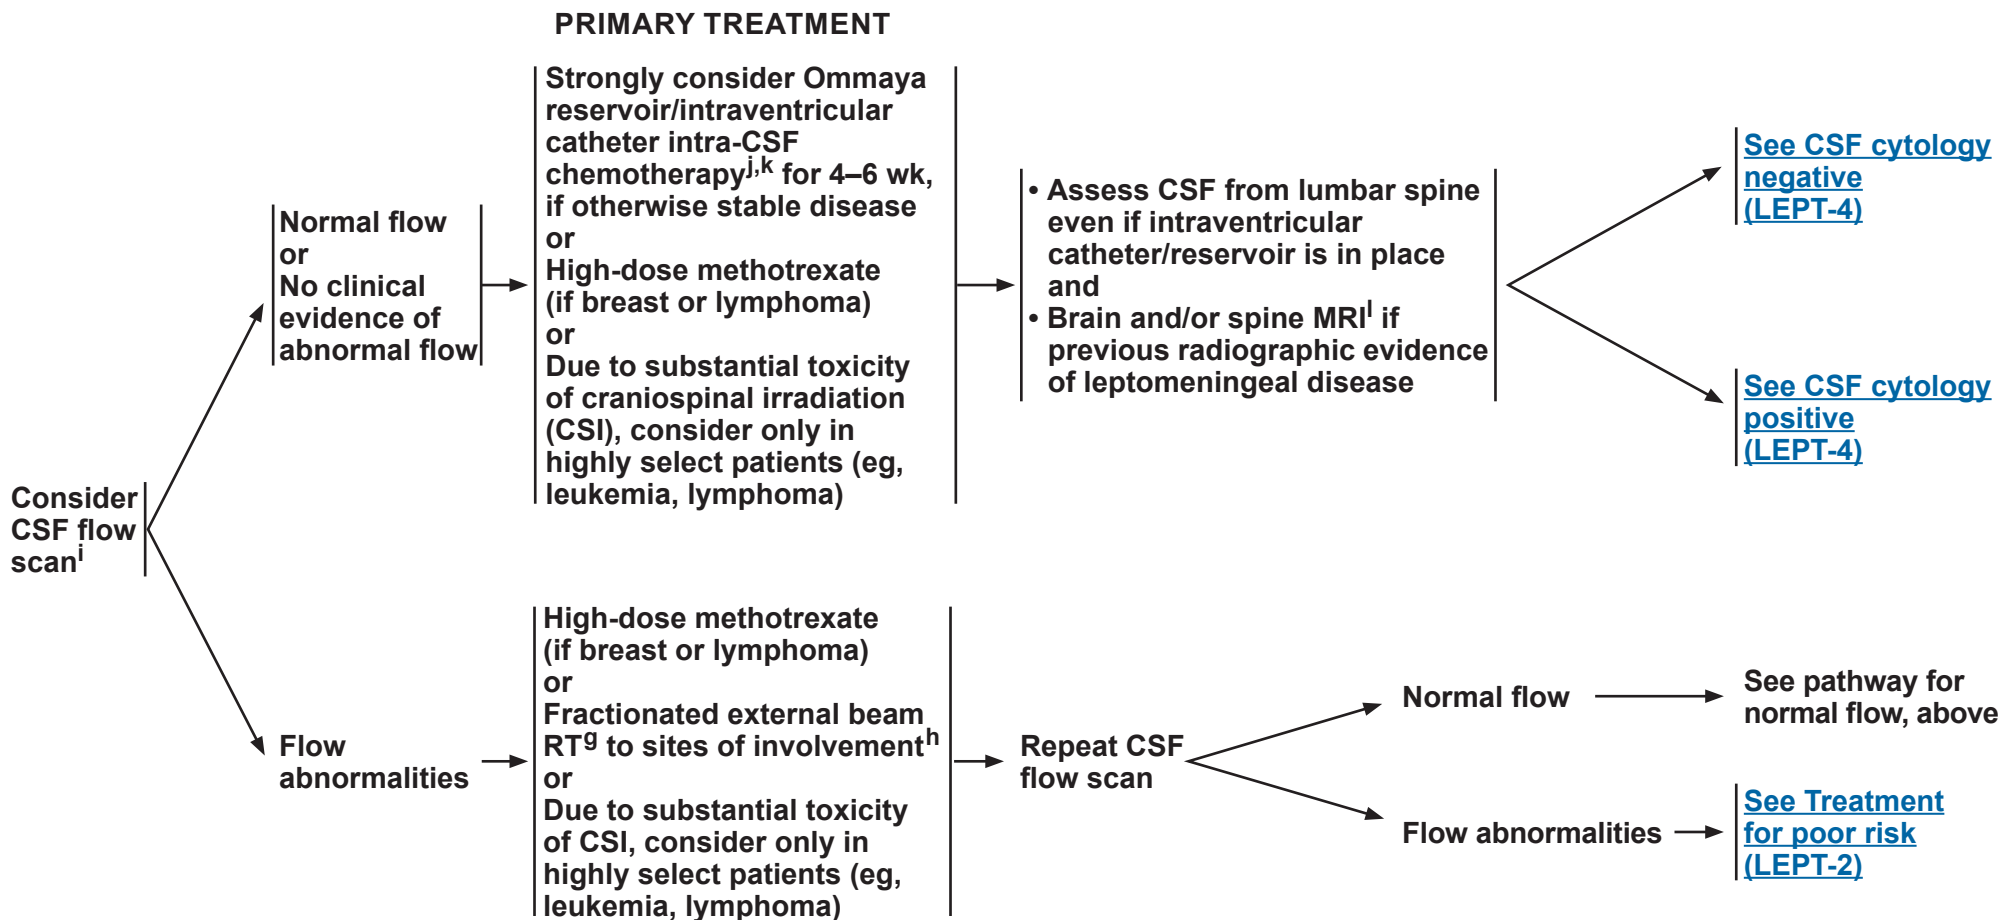 PRIMARY TREATMENT
Strongly consider Ommaya
reservoir/intraventricular
catheter intra-CSF
chemotherapyj,k for 4–6 wk,
if otherwise stable disease
or
High-dose methotrexate
(if breast or lymphoma)
or
Due to substantial toxicity
of craniospinal irradiation
(CSI), consider only in
highly select patients (eg,
leukemia, lymphoma)
Normal flow
or
No clinical
evidence of
abnormal flow
• Assess CSF from lumbar spine
even if intraventricular
catheter/reservoir is in place
and
• Brain and/or spine MRIl if
previous radiographic evidence
of leptomeningeal disease
See CSF cytology
negative
(LEPT-4)
See CSF cytology
positive
(LEPT-4)
Consider
CSF flow
scani
Flow
abnormalities
High-dose methotrexate
(if breast or lymphoma)
or
Fractionated external beam
RTg to sites of involvementh
or
Due to substantial toxicity
of CSI, consider only in
highly select patients (eg,
leukemia, lymphoma)
Repeat CSF
flow scan
Normal flow
See pathway for
normal flow, above
Flow abnormalities
See Treatment
for poor risk
(LEPT-2)